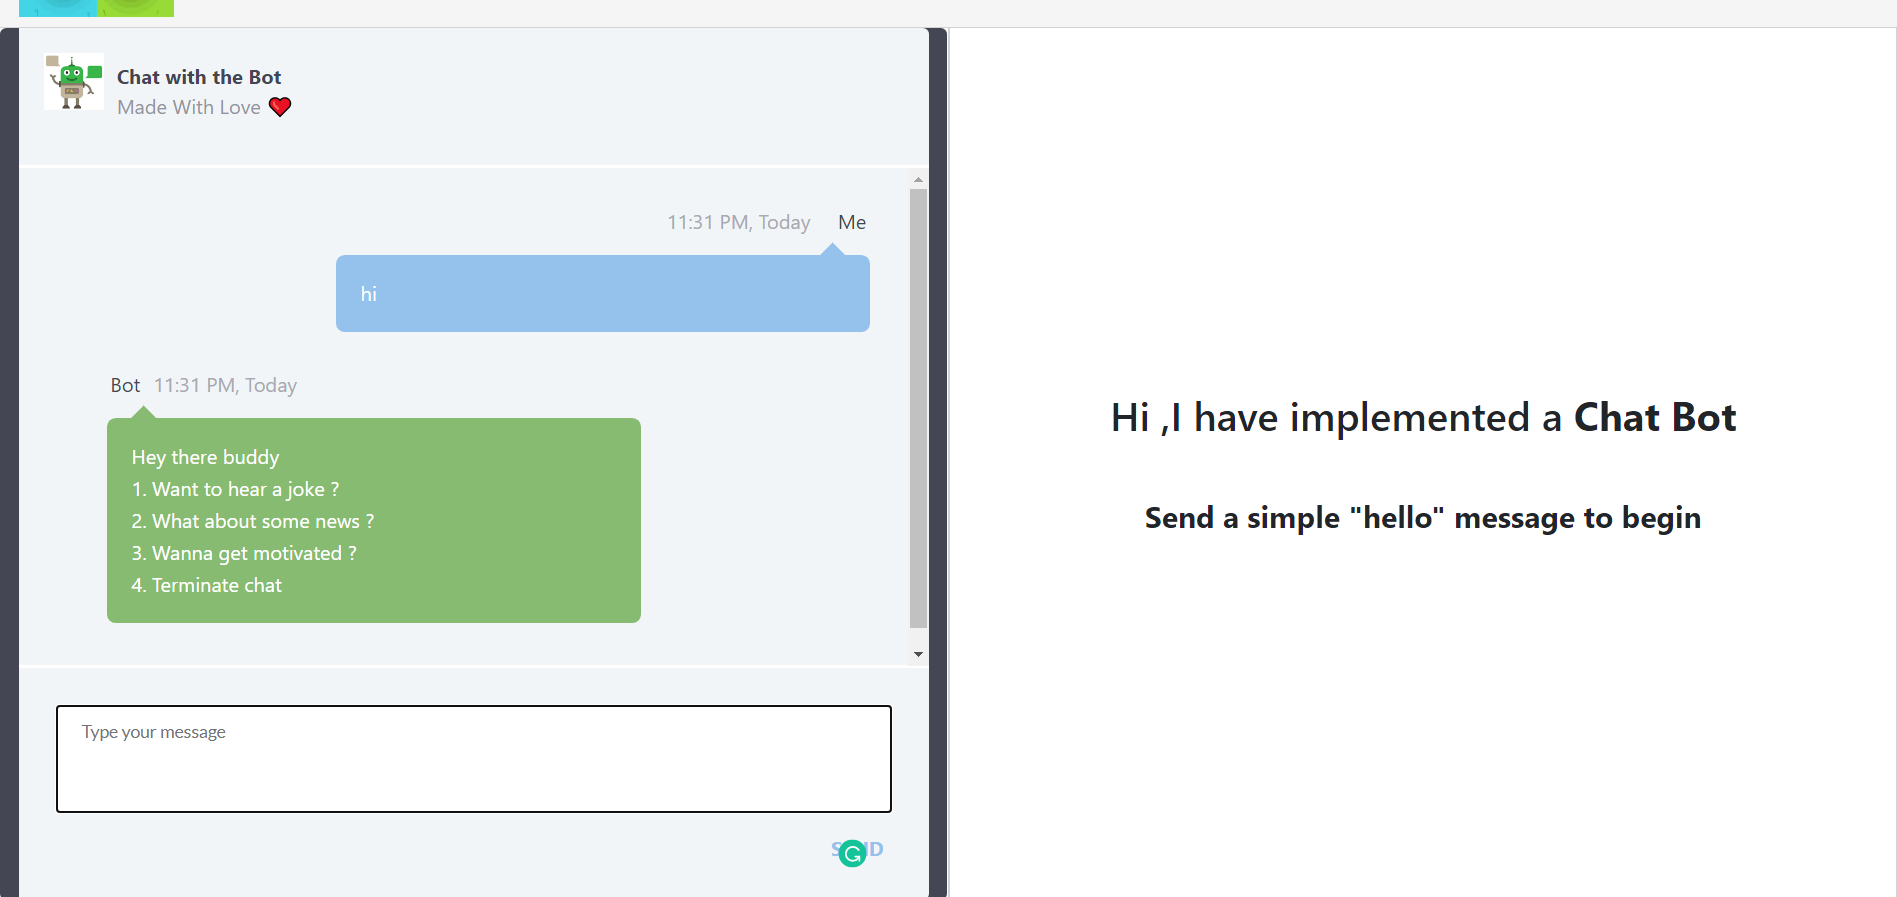 Chat with the Bot
Made With Love
11:31 PM, Today Me
hi
Bot 11:31 PM, Today
Hey there buddy
1. Want to hear a joke ?
2. What about some news ?
3. Wanna get motivated ?
4. Terminate chat
Type your message
Hi ,I have implemented a Chat Bot
Send a simple "hello" message to begin